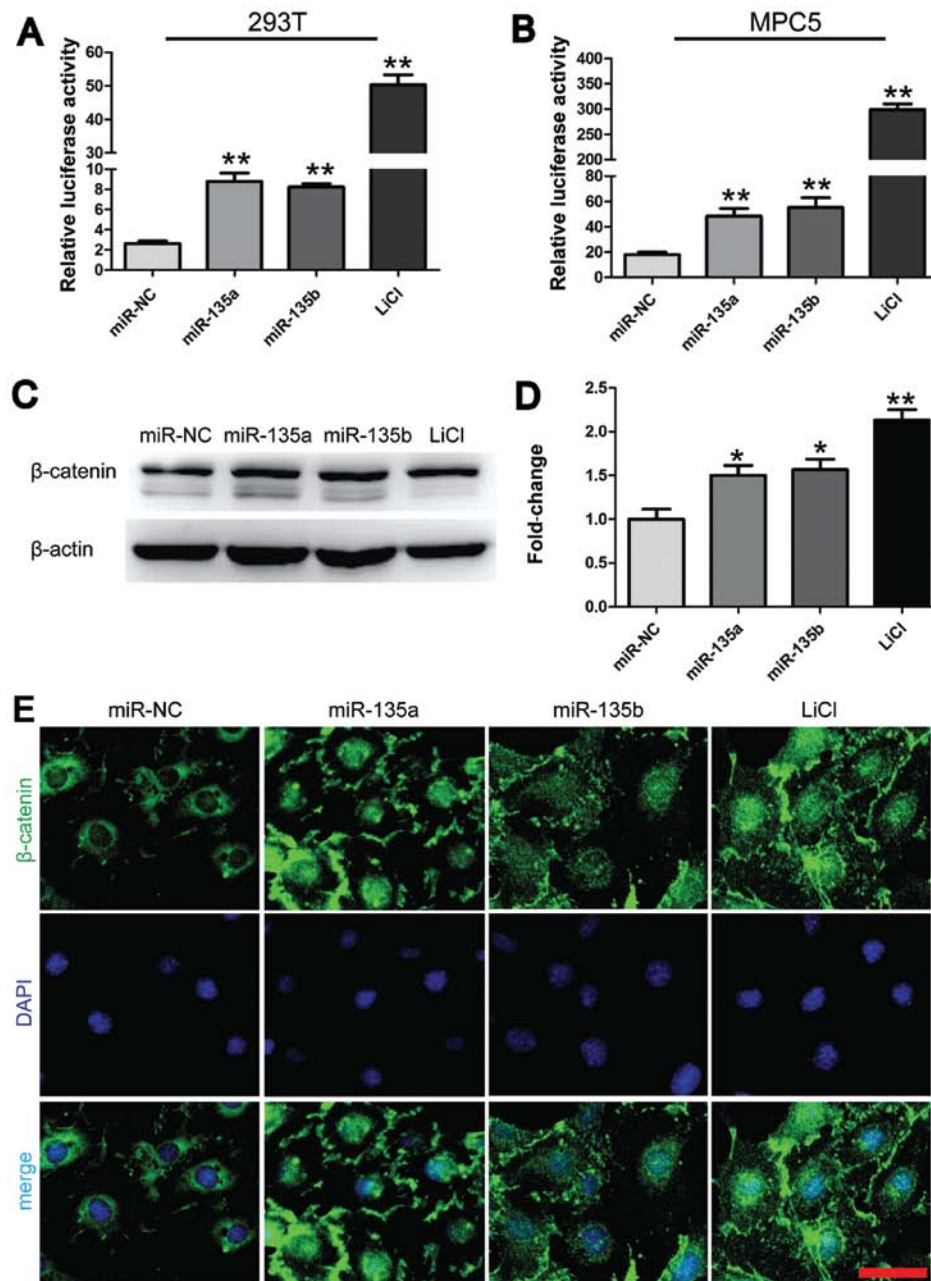 A
293T
Relative luciferase activity
60
50
40
30
10
8
6
4
2
0
**
**
**
miR-NC
miR-135a
miR-135b
LiCl
B
MPC5
Relative luciferase activity
400
350
300
250
200
150
100
80
60
40
20
0
**
**
**
miR-NC
miR-135a
miR-135b
LiCl
C
miR-NC miR-135a miR-135b LiCl
β-catenin
β-actin
D
Fold-change
2.5
2.0
1.5
1.0
0.5
0.0
*
*
**
miR-NC
miR-135a
miR-135b
LiCl
E
miR-NC miR-135a miR-135b LiCl
β-catenin
DAPI
merge